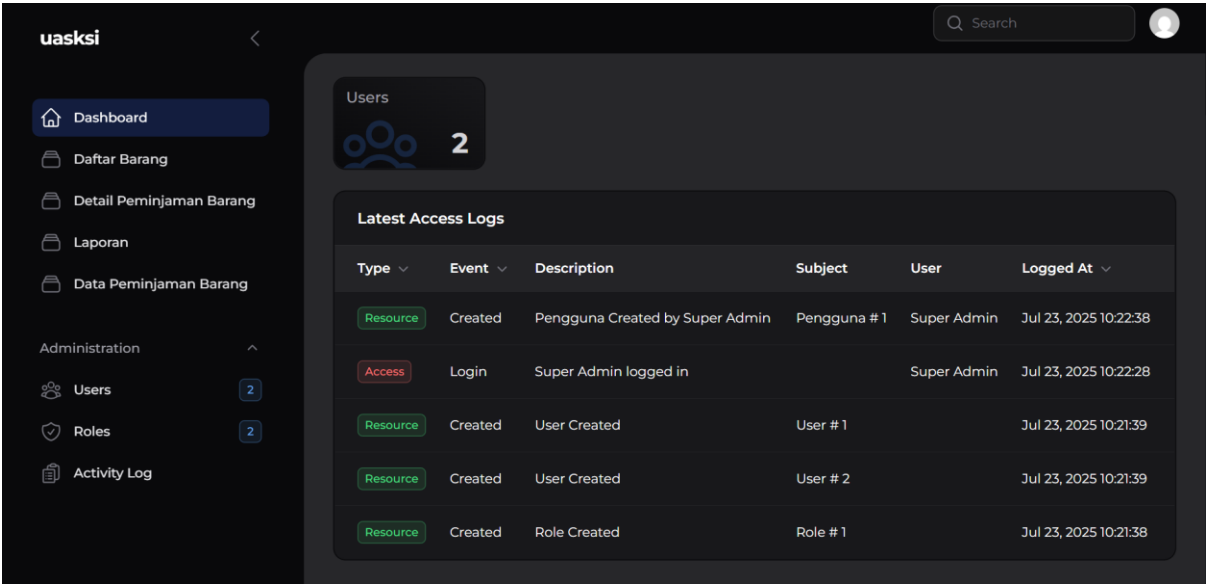 uasksi
Search
Dashboard
Daftar Barang
Detail Peminjaman Barang
Laporan
Data Peminjaman Barang
Administration
Users 2
Roles 2
Activity Log
Users
2
Latest Access Logs
Type Event Description Subject User Logged At
Resource Created Pengguna Created by Super Admin Pengguna # 1 Super Admin Jul 23, 2025 10:22:38
Access Login Super Admin logged in Super Admin Jul 23, 2025 10:22:28
Resource Created User Created User # 1 Jul 23, 2025 10:21:39
Resource Created User Created User # 2 Jul 23, 2025 10:21:39
Resource Created Role Created Role # 1 Jul 23, 2025 10:21:38